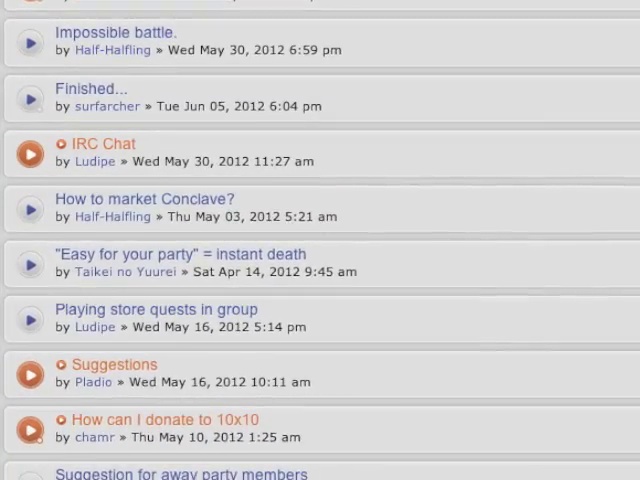 Impossible battle.
by Half-Halfling » Wed May 30, 2012 6:59 pm
Finished...
by surfarcher » Tue Jun 05, 2012 6:04 pm
IRC Chat
by Ludipe » Wed May 30, 2012 11:27 am
How to market Conclave?
by Half-Halfling » Thu May 03, 2012 5:21 am
"Easy for your party" = instant death
by Taikei no Yuurei » Sat Apr 14, 2012 9:45 am
Playing store quests in group
by Ludipe » Wed May 16, 2012 5:14 pm
Suggestions
by Pladio » Wed May 16, 2012 10:11 am
How can I donate to 10x10
by chamr » Thu May 10, 2012 1:25 am
Suggestion for away party members